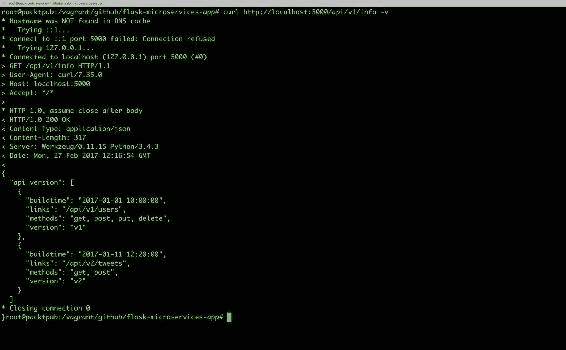 root@packtpub:/vagrant/github/flask-microservices-app# curl http://localhost:5000/api/v1/info -v
* Hostname was NOT found in DNS cache
*   Trying ::1...
* connect to ::1 port 5000 failed: Connection refused
*   Trying 127.0.0.1...
* Connected to localhost (127.0.0.1) port 5000 (#0)
> GET /api/v1/info HTTP/1.1
> User-Agent: curl/7.35.0
> Host: localhost:5000
> Accept: */*
>
* HTTP 1.0, assume close after body
< HTTP/1.0 200 OK
< Content-Type: application/json
< Content-Length: 317
< Server: Werkzeug/0.11.15 Python/3.4.3
< Date: Mon, 27 Feb 2017 12:16:54 GMT
<
{
  "api_version": [
    {
      "buildtime": "2017-01-01 10:00:00",
      "links": "/api/v1/users",
      "methods": "get, post, put, delete",
      "version": "v1"
    },
    {
      "buildtime": "2017-01-11 12:20:00",
      "links": "/api/v2/tweets",
      "methods": "get, post",
      "version": "v2"
    }
  ]
* Closing connection 0
}root@packtpub:/vagrant/github/flask-microservices-app#